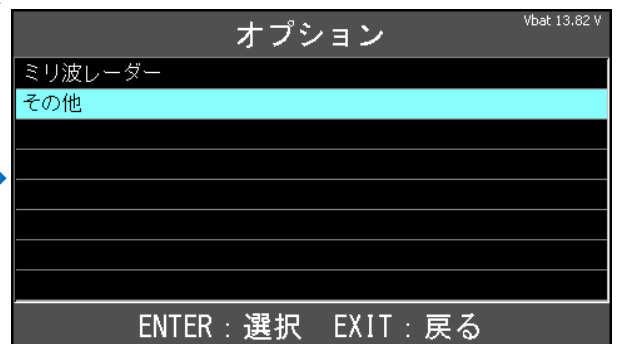 オプション
Vbat 13.82 V
ミリ波レーダー
その他
ENTER：選択　EXIT：戻る